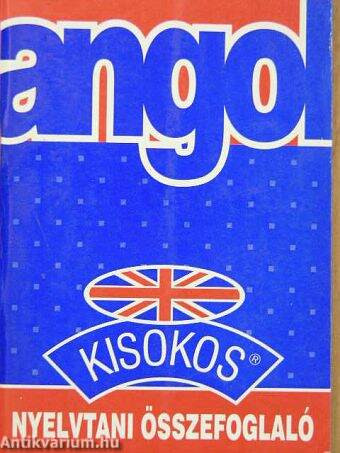 angol
KISOKOS®
NYELVTANI ÖSSZEFOGLALÓ
Antikvarium.hu